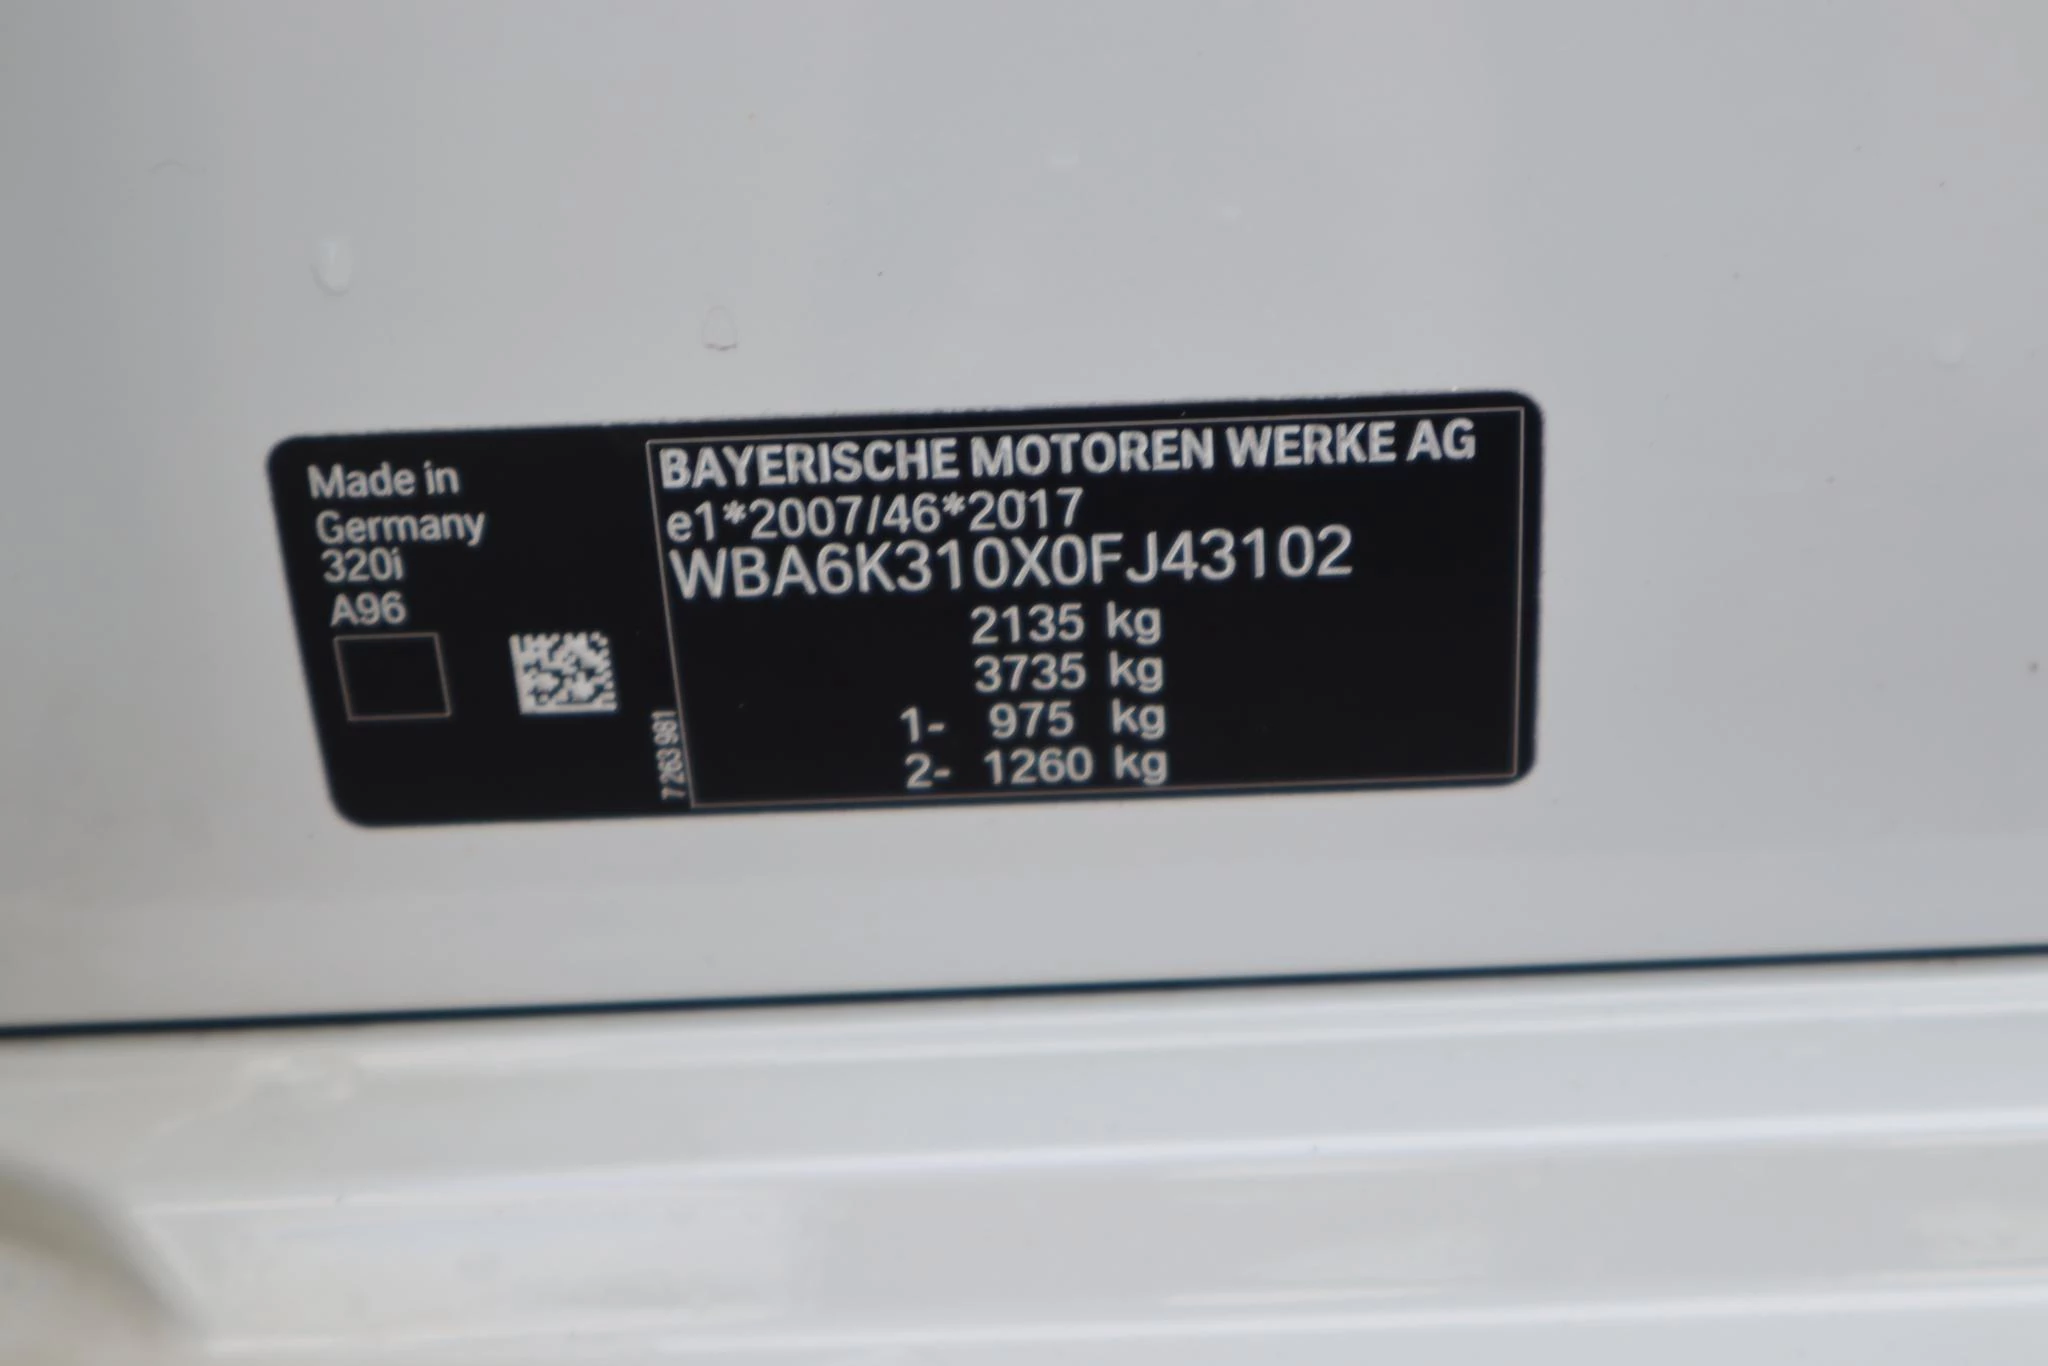 Made in
Germany
320i
A96
7 263 981
BAYERISCHE MOTOREN WERKE AG
e1*2007/46*2017
WBA6K310X0FJ43102
2135 kg
3735 kg
1- 975 kg
2- 1260 kg